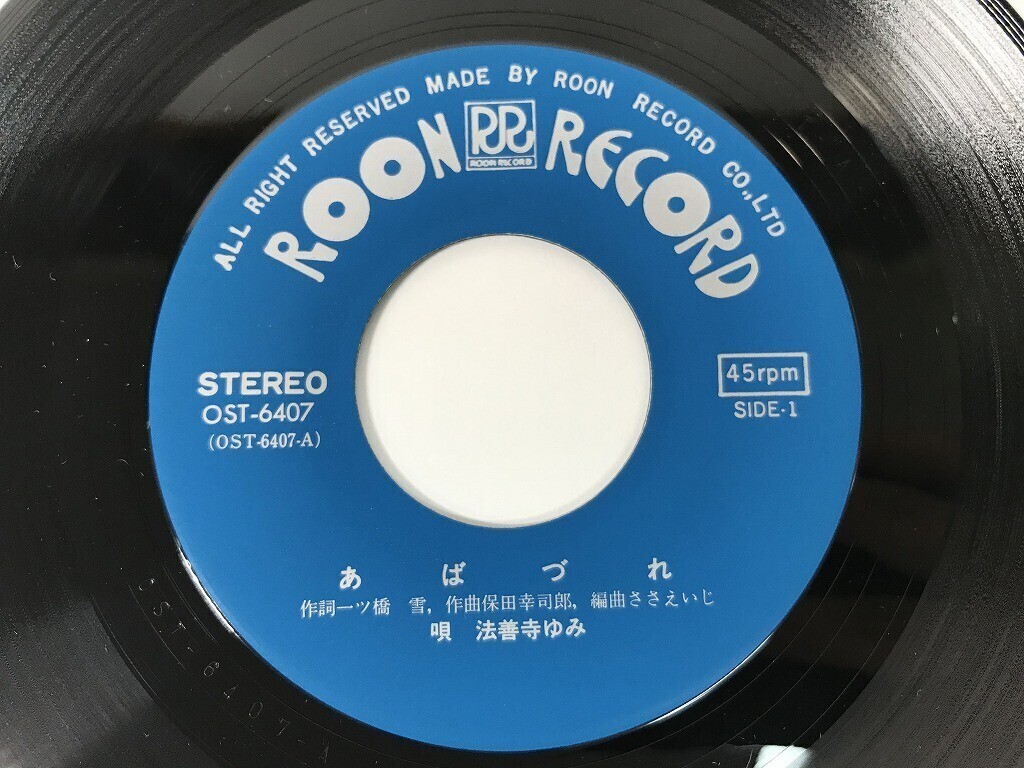 ALL RIGHT RESERVED MADE BY ROON RECORD CO.,LTD
ROON RECORD
ROON RECORD
STEREO
OST-6407
(OST-6407-A)
45rpm
SIDE-1
あばづれ
作詞一ツ橋 雪, 作曲保田幸司郎, 編曲ささえいじ
唄 法善寺ゆみ
OST-6407-A